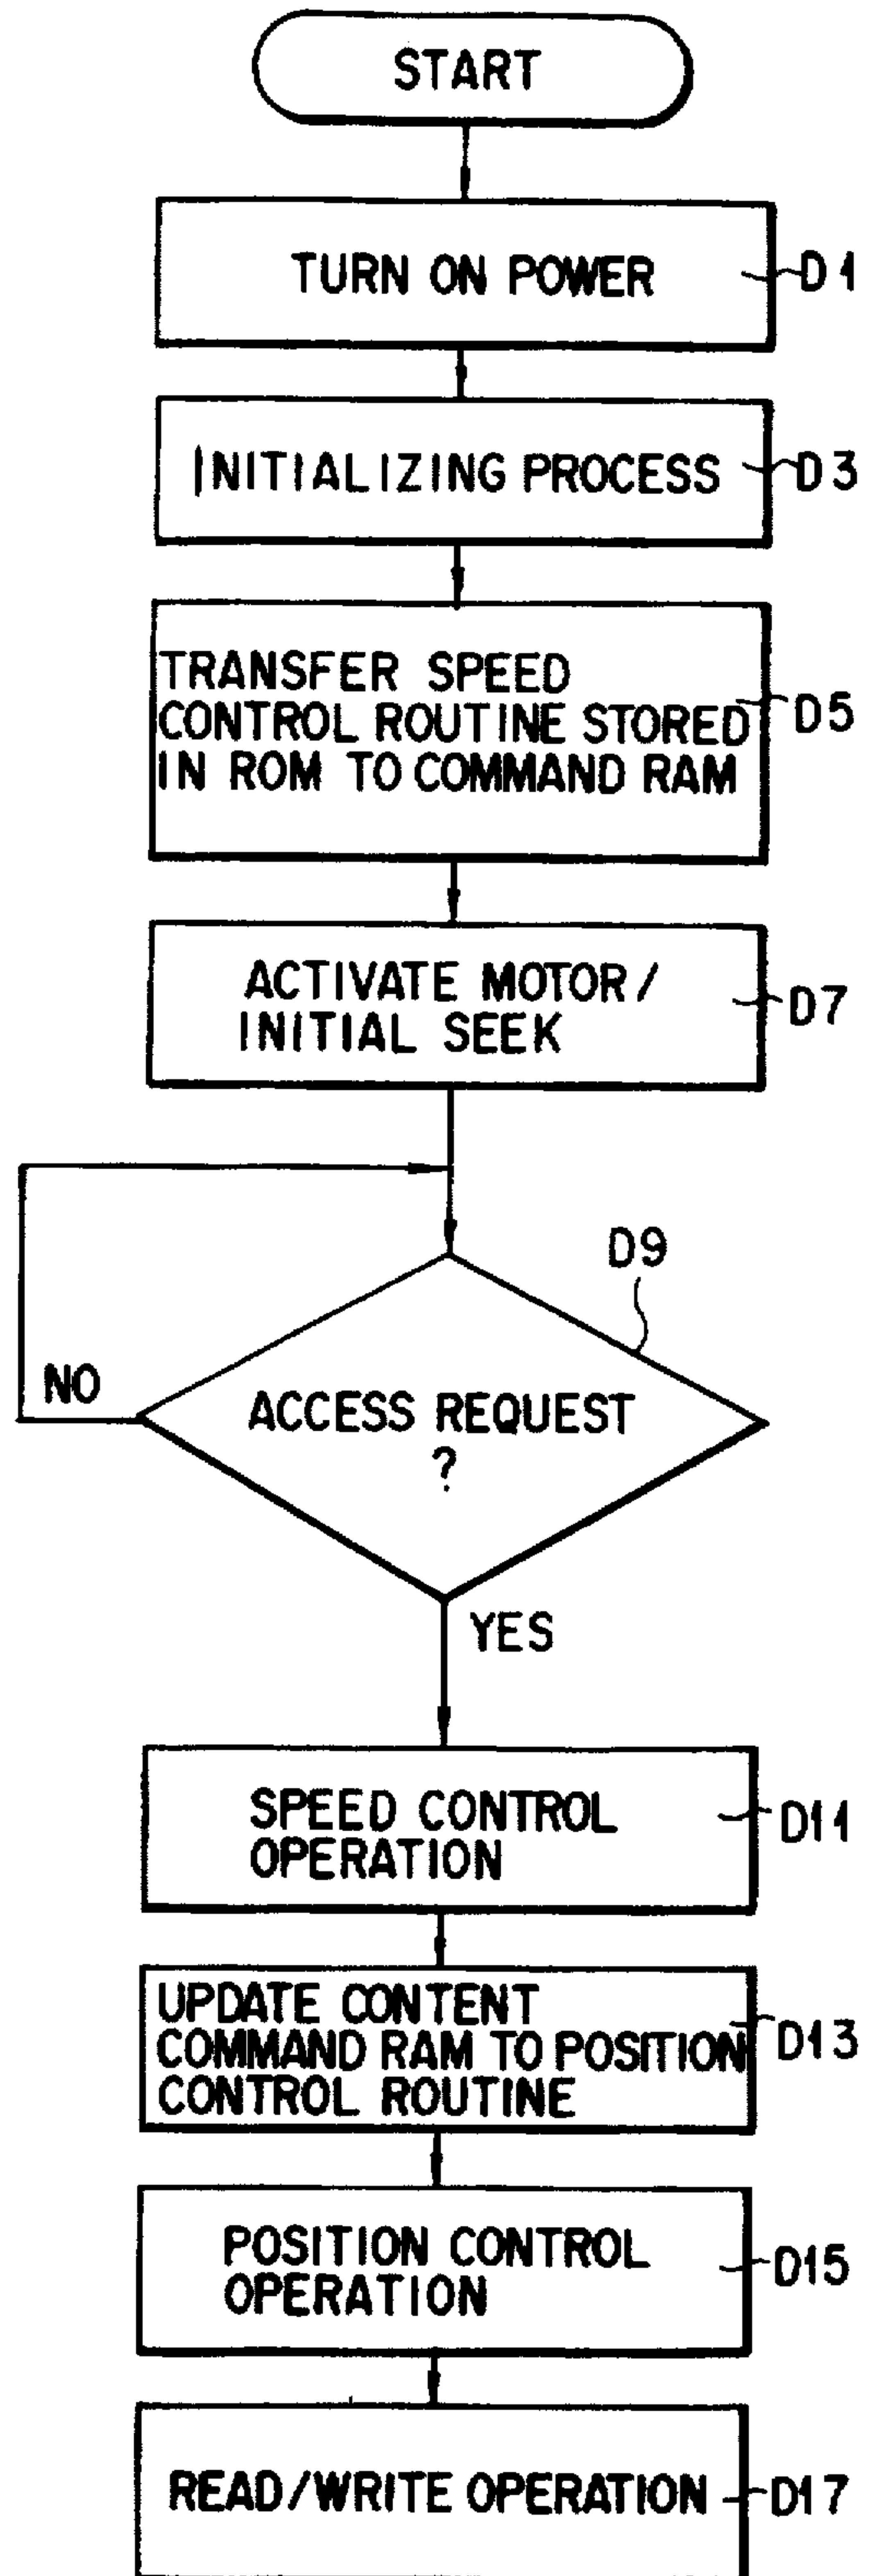 START
TURN ON POWER
D1
INITIALIZING PROCESS
D3
TRANSFER SPEED
CONTROL ROUTINE STORED
IN ROM TO COMMAND RAM
D5
ACTIVATE MOTOR/
INITIAL SEEK
D7
D9
NO
ACCESS REQUEST
?
YES
SPEED CONTROL
OPERATION
D11
UPDATE CONTENT
COMMAND RAM TO POSITION
CONTROL ROUTINE
D13
POSITION CONTROL
OPERATION
D15
READ/WRITE OPERATION
D17